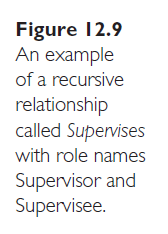 Figure 12.9
An example
of a recursive
relationship
called Supervises
with role names
Supervisor and
Supervisee.